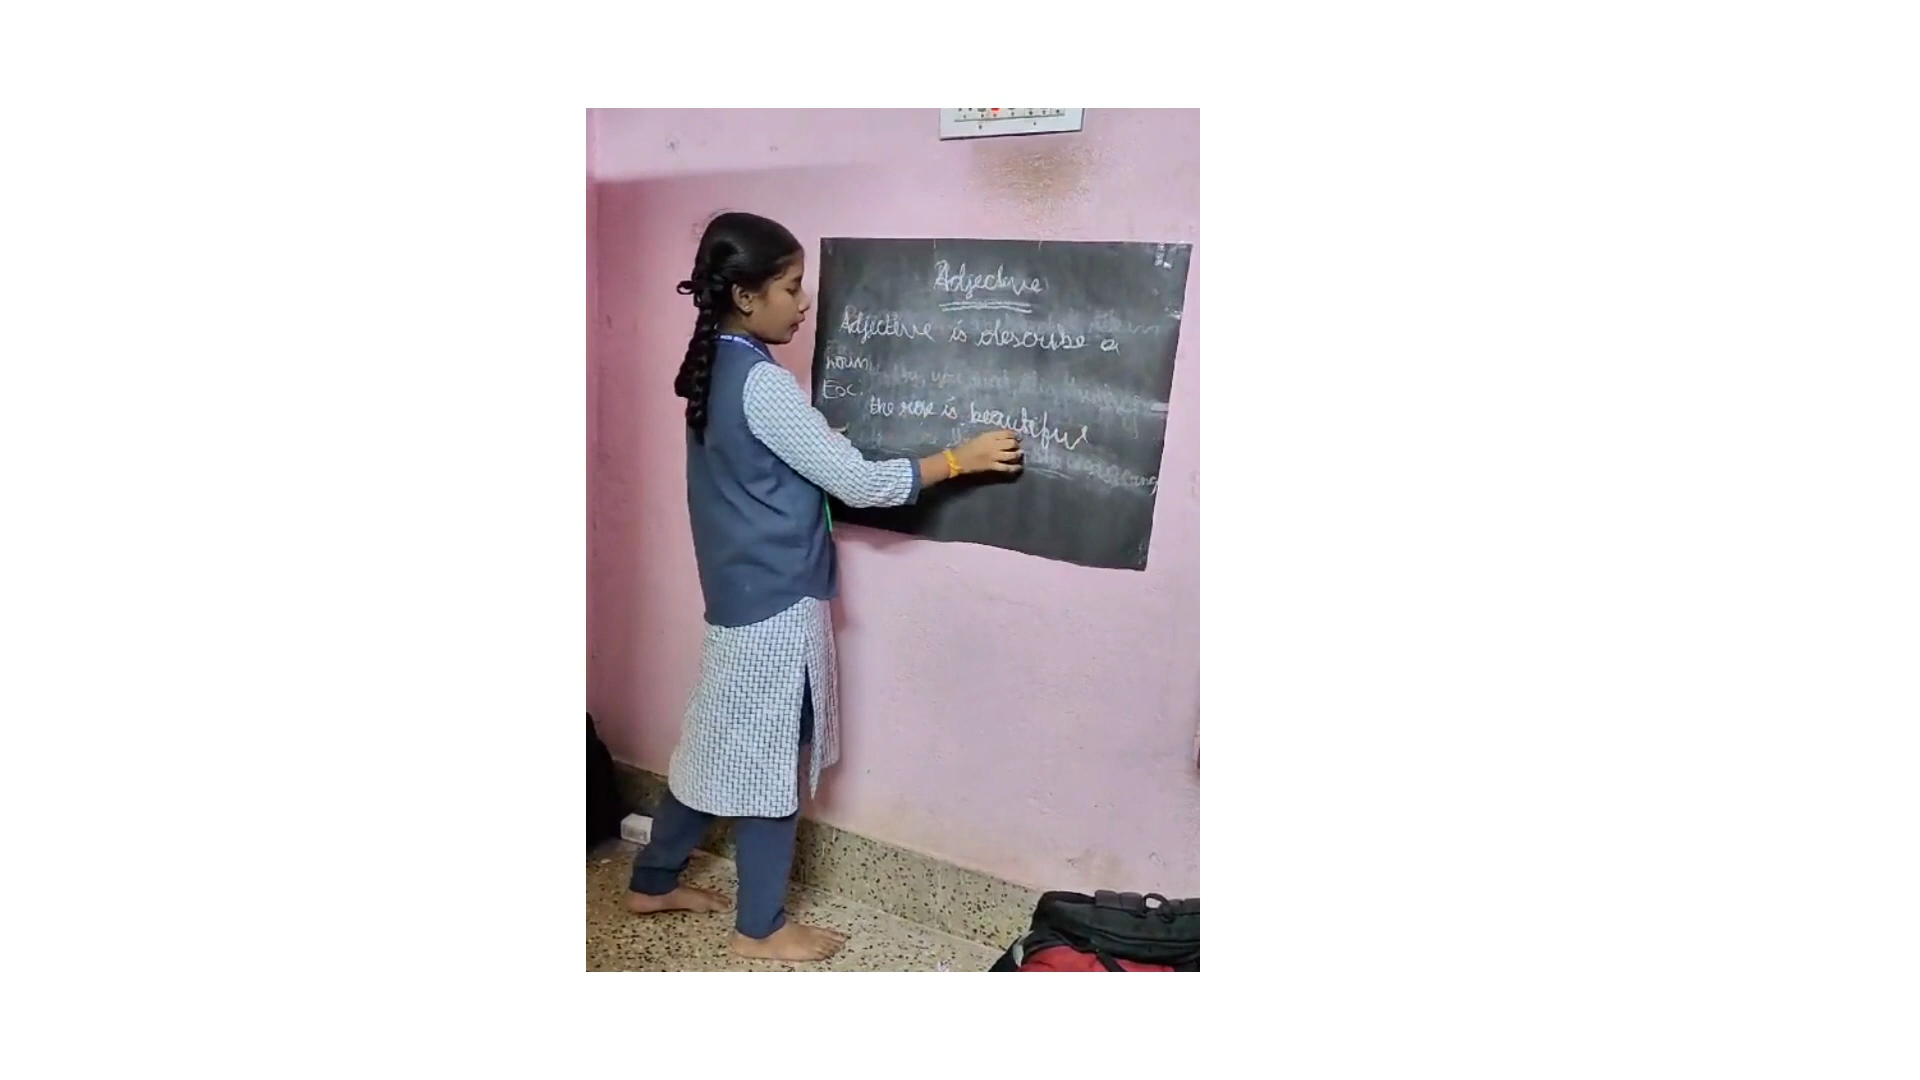 Adjective
Adjective is describe a
noun
Ex:
the rose is beautiful